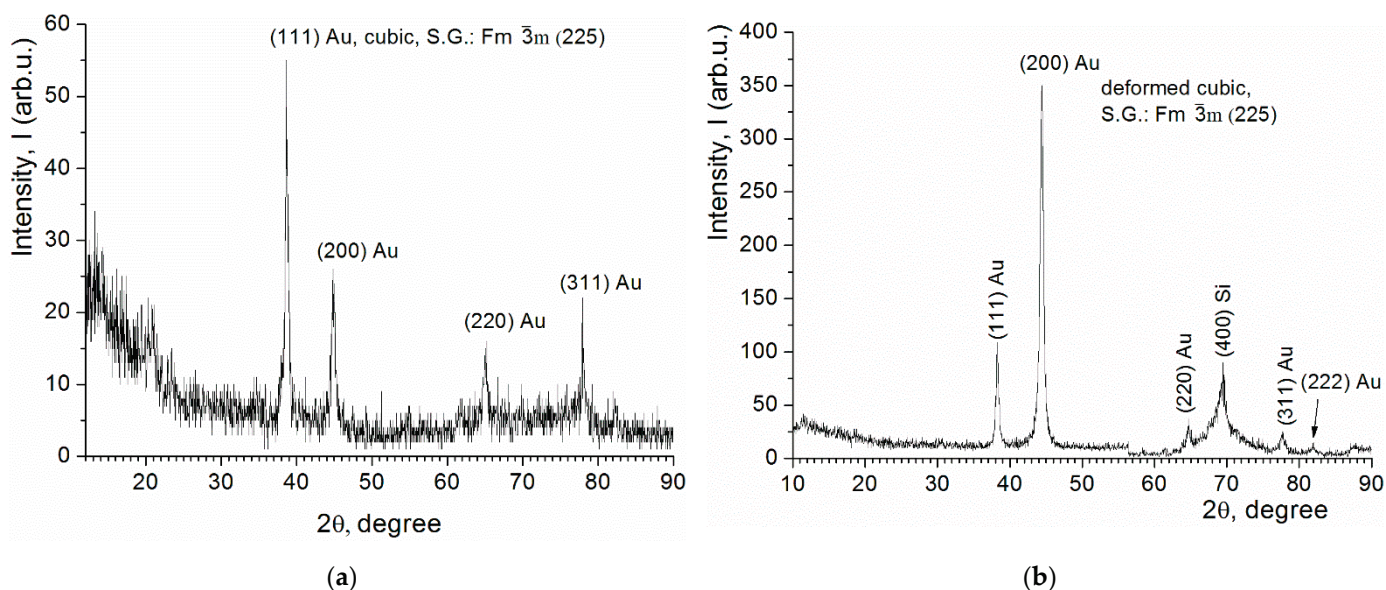 60
50
40
30
20
10
0
Intensity, I (arb.u.)
(111) Au, cubic, S.G.: Fm 3̅m (225)
(200) Au
(220) Au
(311) Au
20 30 40 50 60 70 80 90
2θ, degree
(a)
400
350
300
250
200
150
100
50
0
Intensity, I (arb.u.)
(200) Au
deformed cubic,
S.G.: Fm 3̅m (225)
(111) Au
(220) Au
(400) Si
(311) Au
(222) Au
10 20 30 40 50 60 70 80 90
2θ, degree
(b)